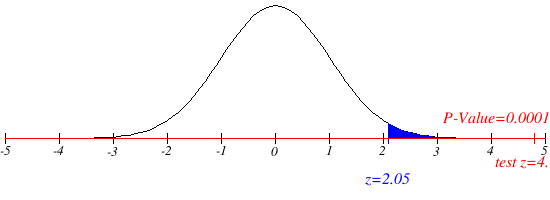 P-Value=0.0001
-5 -4 -3 -2 -1 0 1 2 3 4 5
test z=4.
z=2.05